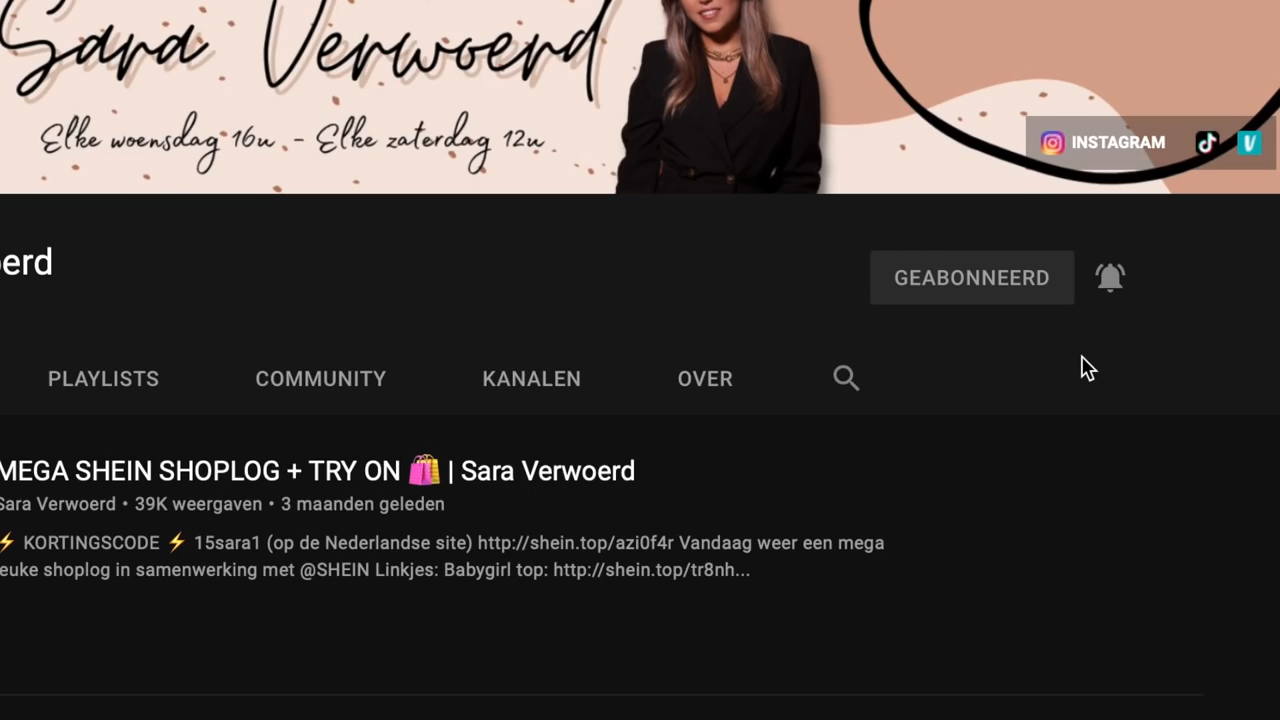 Sara Verwoerd
Elke woensdag 16u - Elke zaterdag 12u
INSTAGRAM
oerd
GEABONNEERD
PLAYLISTS COMMUNITY KANALEN OVER
MEGA SHEIN SHOPLOG + TRY ON 🛍️ | Sara Verwoerd
Sara Verwoerd • 39K weergaven • 3 maanden geleden
⚡ KORTINGSCODE ⚡ 15sara1 (op de Nederlandse site) http://shein.top/azi0f4r Vandaag weer een mega
leuke shoplog in samenwerking met @SHEIN Linkjes: Babygirl top: http://shein.top/tr8nh...